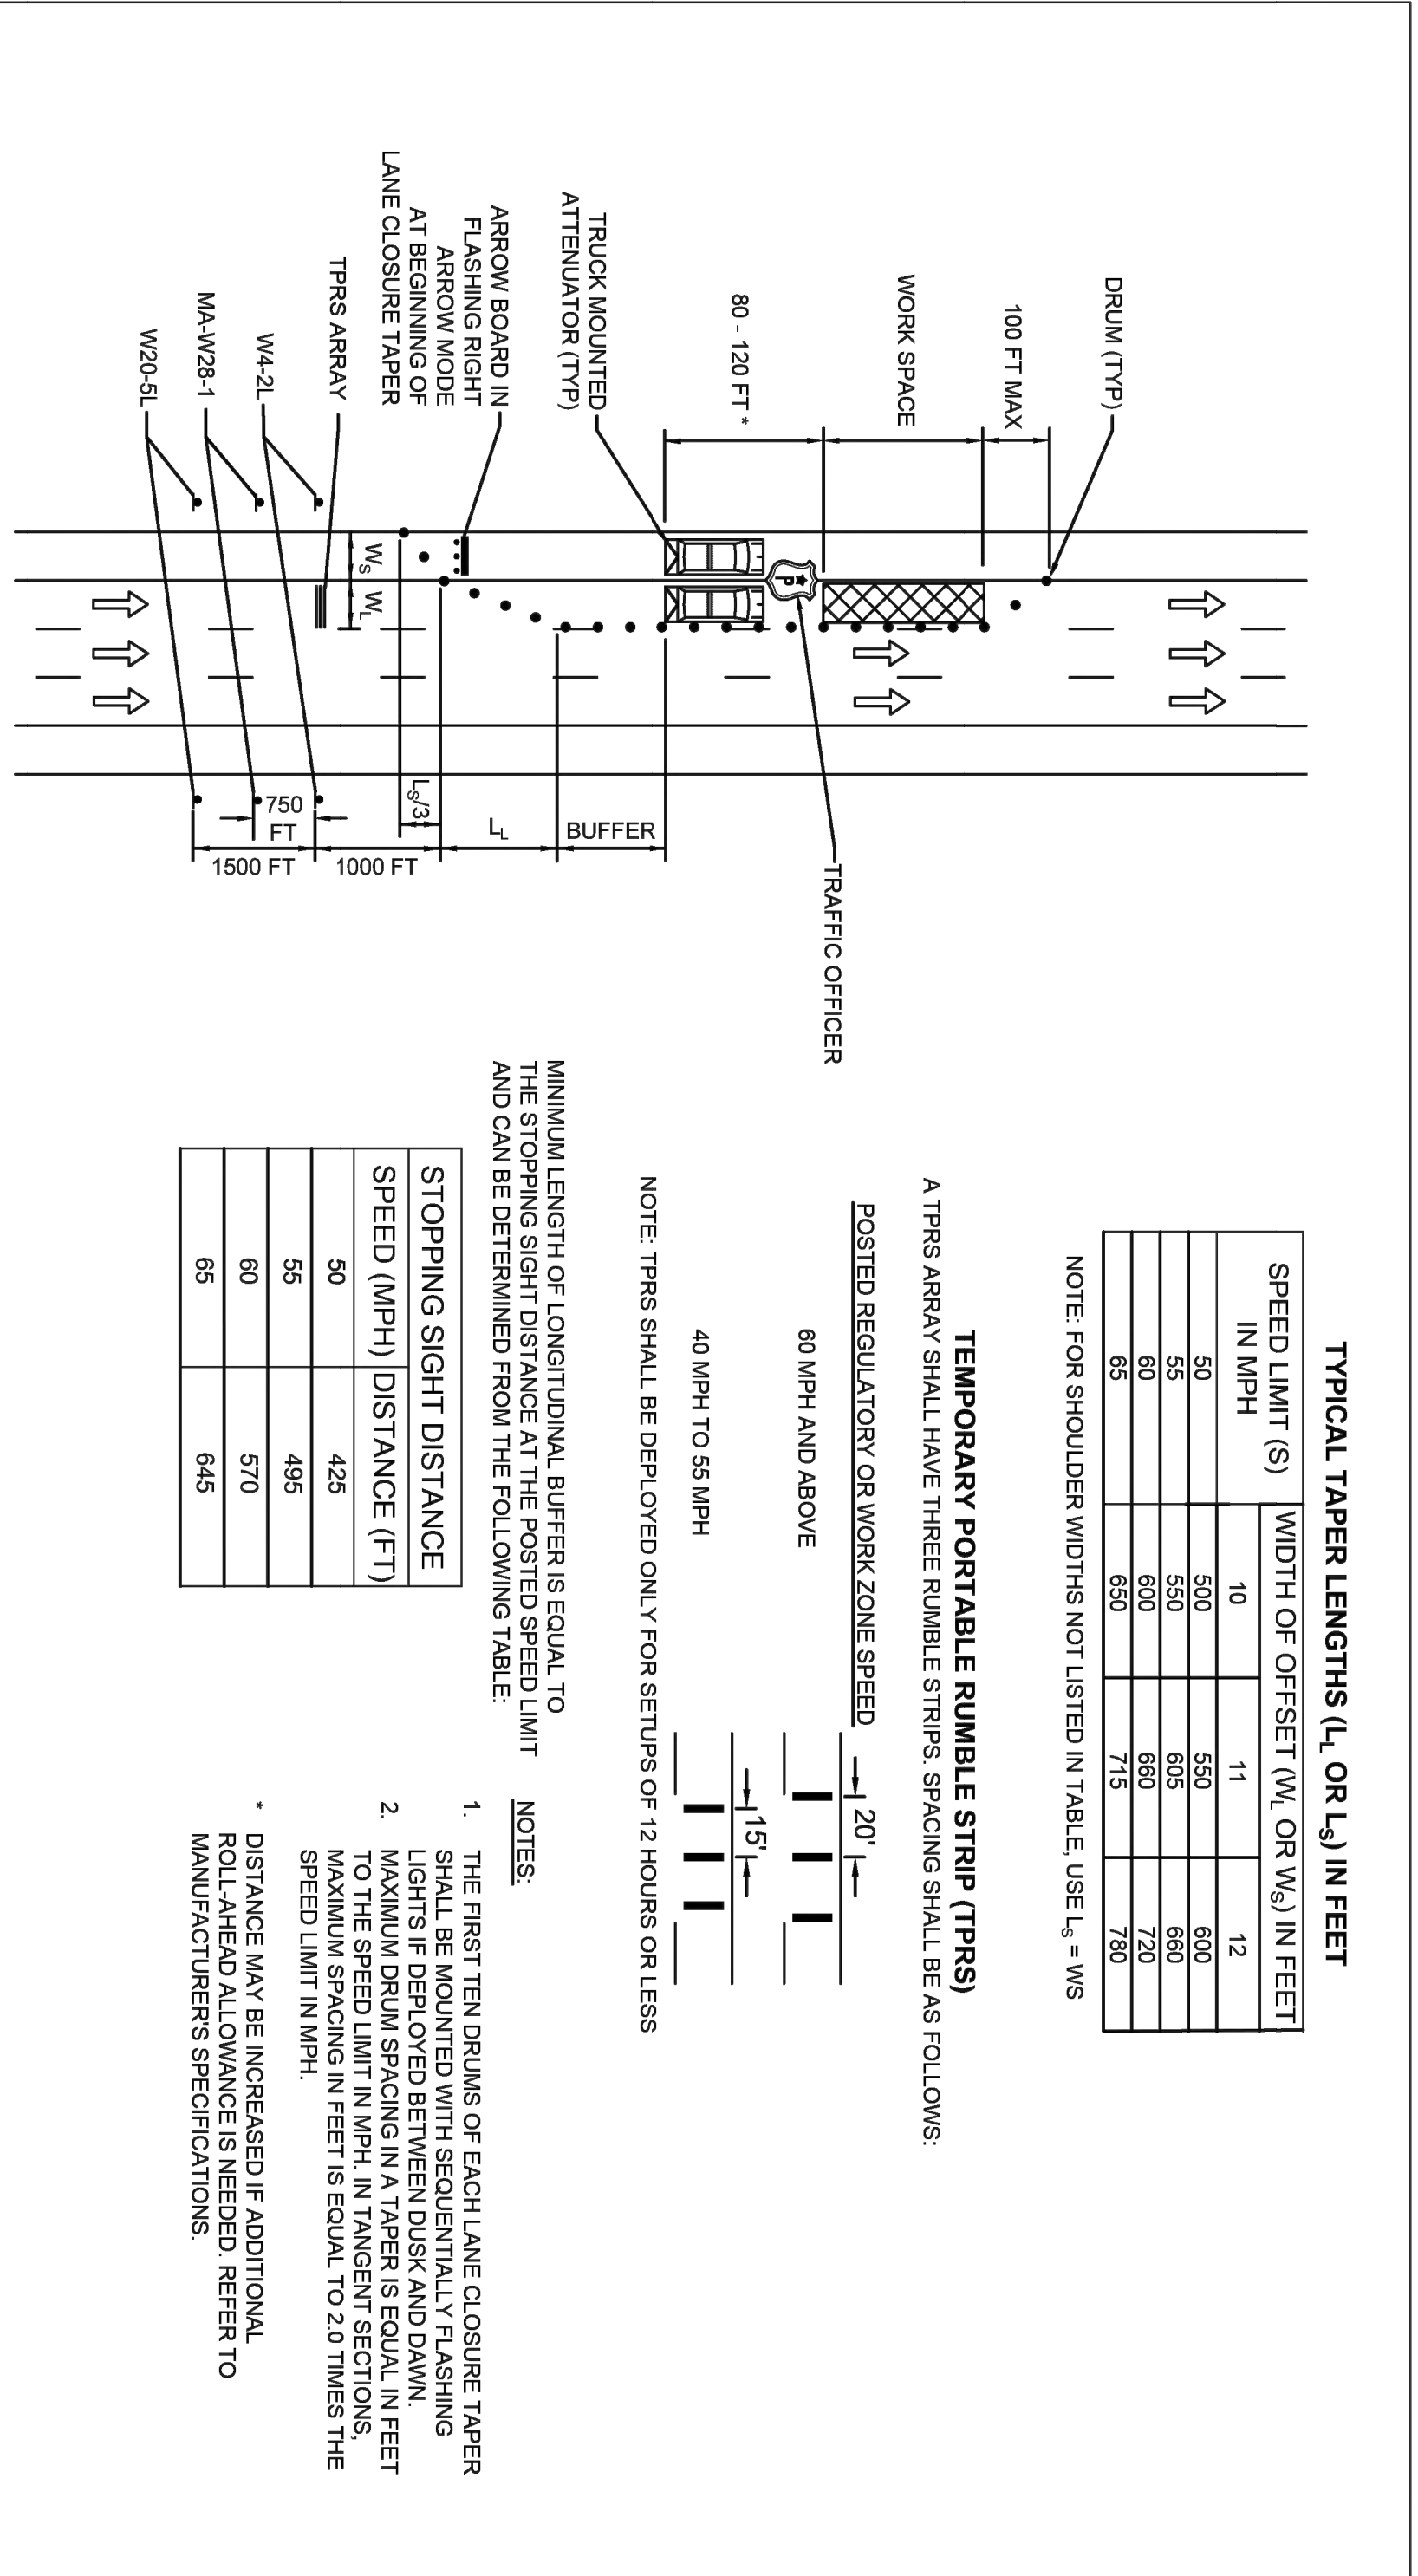 TYPICAL TAPER LENGTHS (LL OR LS) IN FEET
SPEED LIMIT (S)
IN MPH
WIDTH OF OFFSET (WL OR WS) IN FEET
10 11 12
50 500 550 600
55 550 605 660
60 600 660 720
65 650 715 780
NOTE: FOR SHOULDER WIDTHS NOT LISTED IN TABLE, USE LS = WS
TEMPORARY PORTABLE RUMBLE STRIP (TPRS)
A TPRS ARRAY SHALL HAVE THREE RUMBLE STRIPS. SPACING SHALL BE AS FOLLOWS:
POSTED REGULATORY OR WORK ZONE SPEED
20'
60 MPH AND ABOVE
15'
40 MPH TO 55 MPH
NOTE: TPRS SHALL BE DEPLOYED ONLY FOR SETUPS OF 12 HOURS OR LESS
MINIMUM LENGTH OF LONGITUDINAL BUFFER IS EQUAL TO
THE STOPPING SIGHT DISTANCE AT THE POSTED SPEED LIMIT
AND CAN BE DETERMINED FROM THE FOLLOWING TABLE:
STOPPING SIGHT DISTANCE
SPEED (MPH) DISTANCE (FT)
50 425
55 495
60 570
65 645
NOTES:
1. THE FIRST TEN DRUMS OF EACH LANE CLOSURE TAPER
SHALL BE MOUNTED WITH SEQUENTIALLY FLASHING
LIGHTS IF DEPLOYED BETWEEN DUSK AND DAWN.
2. MAXIMUM DRUM SPACING IN A TAPER IS EQUAL IN FEET
TO THE SPEED LIMIT IN MPH. IN TANGENT SECTIONS,
MAXIMUM SPACING IN FEET IS EQUAL TO 2.0 TIMES THE
SPEED LIMIT IN MPH.
* DISTANCE MAY BE INCREASED IF ADDITIONAL
ROLL-AHEAD ALLOWANCE IS NEEDED. REFER TO
MANUFACTURER'S SPECIFICATIONS.
DRUM (TYP)
100 FT MAX
WORK SPACE
80 - 120 FT *
TRUCK MOUNTED
ATTENUATOR (TYP)
ARROW BOARD IN
FLASHING RIGHT
ARROW MODE
AT BEGINNING OF
LANE CLOSURE TAPER
TPRS ARRAY
W4-2L
MA-W28-1
W20-5L
P
TRAFFIC OFFICER
WS
WL
BUFFER
LL
LS/3
1000 FT
750
FT
1500 FT